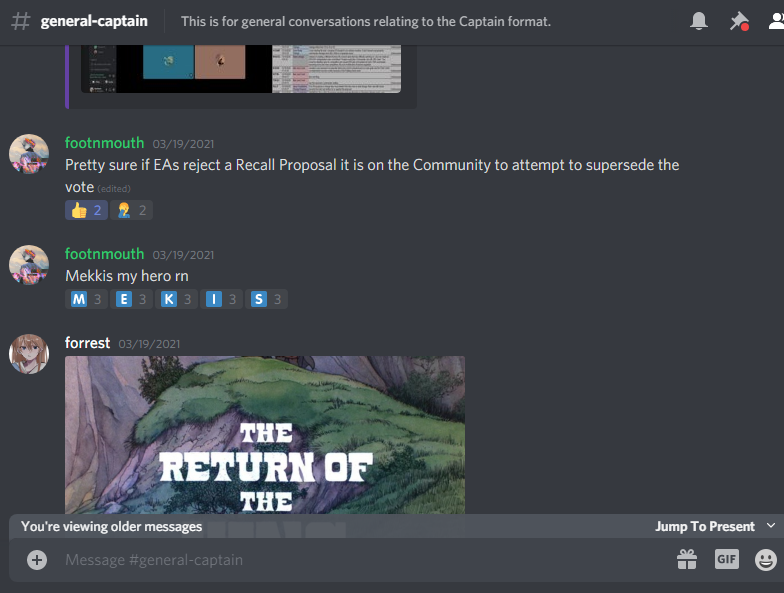 general-captain
This is for general conversations relating to the Captain format.
footnmouth 03/19/2021
Pretty sure if EAs reject a Recall Proposal it is on the Community to attempt to supersede the
vote (edited)
2 2
footnmouth 03/19/2021
Mekkis my hero rn
M 3 E 3 K 3 I 3 S 3
forrest 03/19/2021
THE
RETURN OF
THE
You're viewing older messages Jump To Present
Message #general-captain GIF